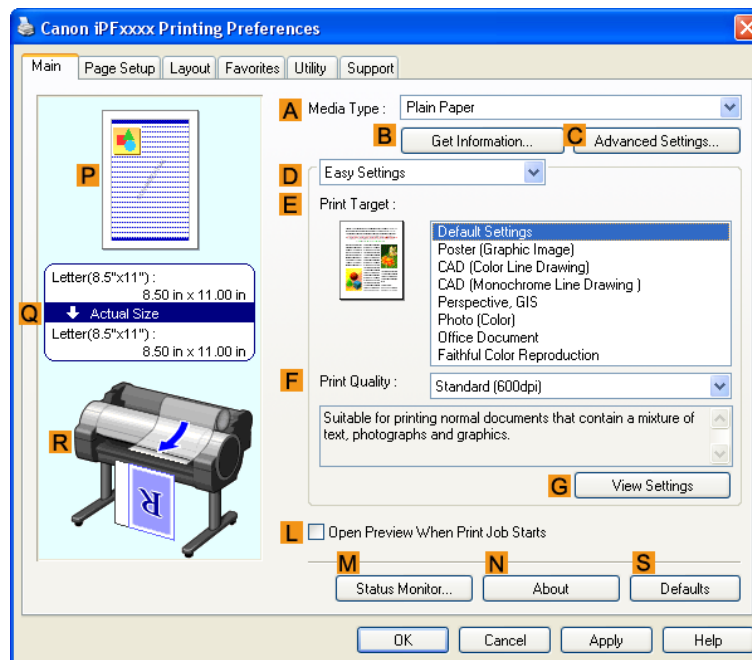 Canon iPFxxxx Printing Preferences
Main Page Setup Layout Favorites Utility Support
A Media Type : Plain Paper
B Get Information... C Advanced Settings...
P
D Easy Settings
E Print Target :
Default Settings
Poster (Graphic Image)
CAD (Color Line Drawing)
CAD (Monochrome Line Drawing )
Perspective, GIS
Photo (Color)
Office Document
Faithful Color Reproduction
Letter(8.5"x11") :
8.50 in x 11.00 in
Q Actual Size
Letter(8.5"x11") :
8.50 in x 11.00 in
F Print Quality : Standard (600dpi)
Suitable for printing normal documents that contain a mixture of
text, photographs and graphics.
R
R
G View Settings
L Open Preview When Print Job Starts
M Status Monitor... N About S Defaults
OK Cancel Apply Help